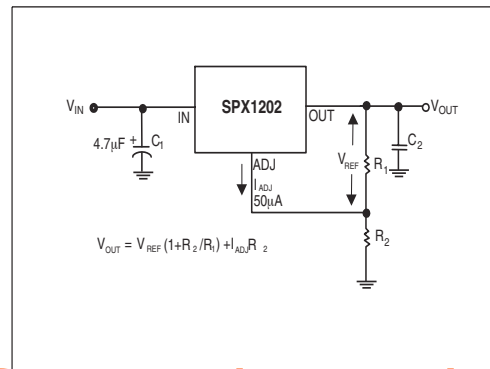 V_IN
IN
SPX1202
OUT
V_OUT
4.7µF + C_1
ADJ
I_ADJ
50µA
V_REF
R_1
C_2
R_2
V_OUT = V_REF (1+R_2/R_1) +I_ADJ R_2